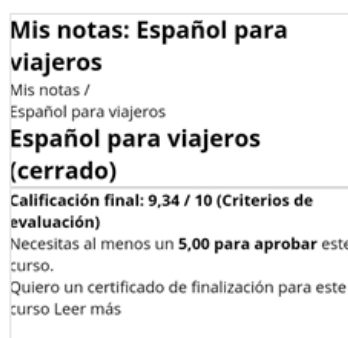 Mis notas: Español para
viajeros
Mis notas /
Español para viajeros
Español para viajeros
(cerrado)
Calificación final: 9,34 / 10 (Criterios de
evaluación)
Necesitas al menos un 5,00 para aprobar este
curso.
Quiero un certificado de finalización para este
curso Leer más